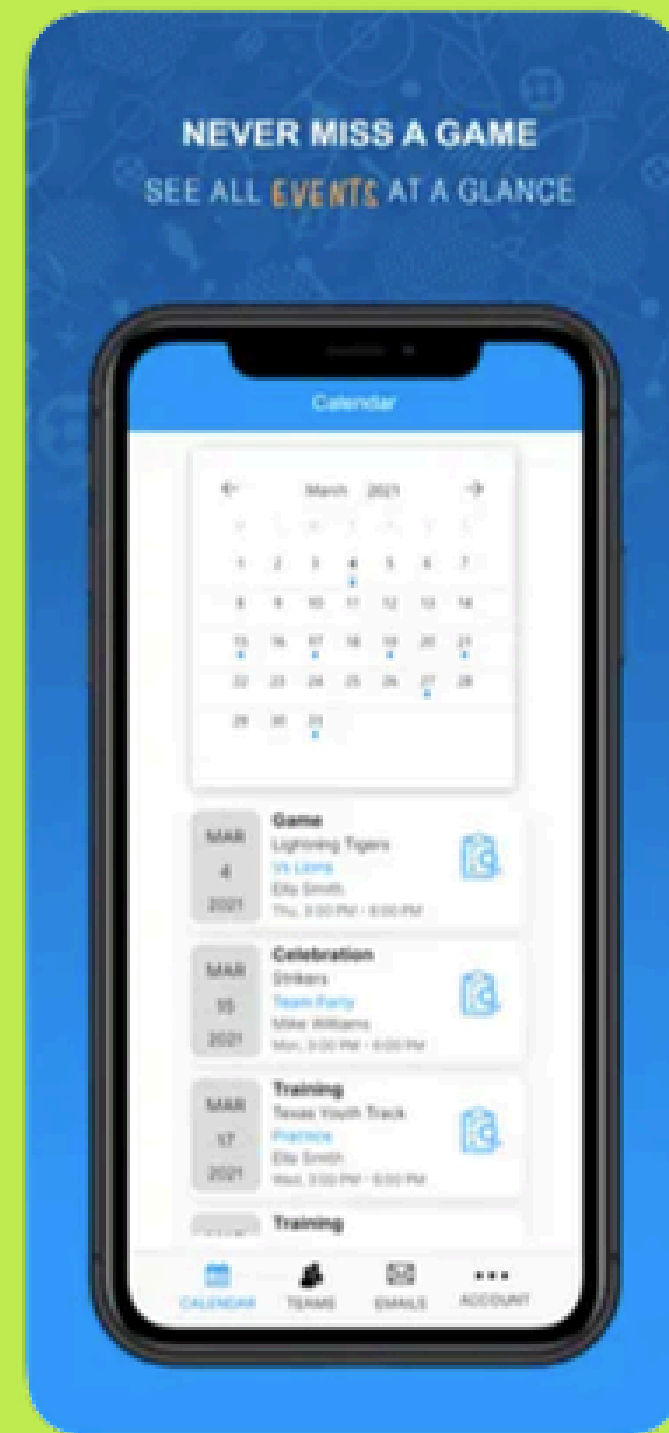 NEVER MISS A GAME
SEE ALL EVENTS AT A GLANCE
Calendar
March 2021
1 2 3 4 5 6 7
8 9 10 11 12 13 14
15 16 17 18 19 20 21
22 23 24 25 26 27 28
29 30 31
MAR
4
2021
Game
Lightning Tigers
Vs Lions
Ella Smith
Thu, 3:00 PM - 6:00 PM
MAR
15
2021
Celebration
Strikers
Team Party
Mike Williams
Mon, 3:00 PM - 6:00 PM
MAR
17
2021
Training
Texas Youth Track
Practice
Ella Smith
Wed, 3:00 PM - 6:00 PM
Training
CALENDAR TEAMS EMAILS ACCOUNT